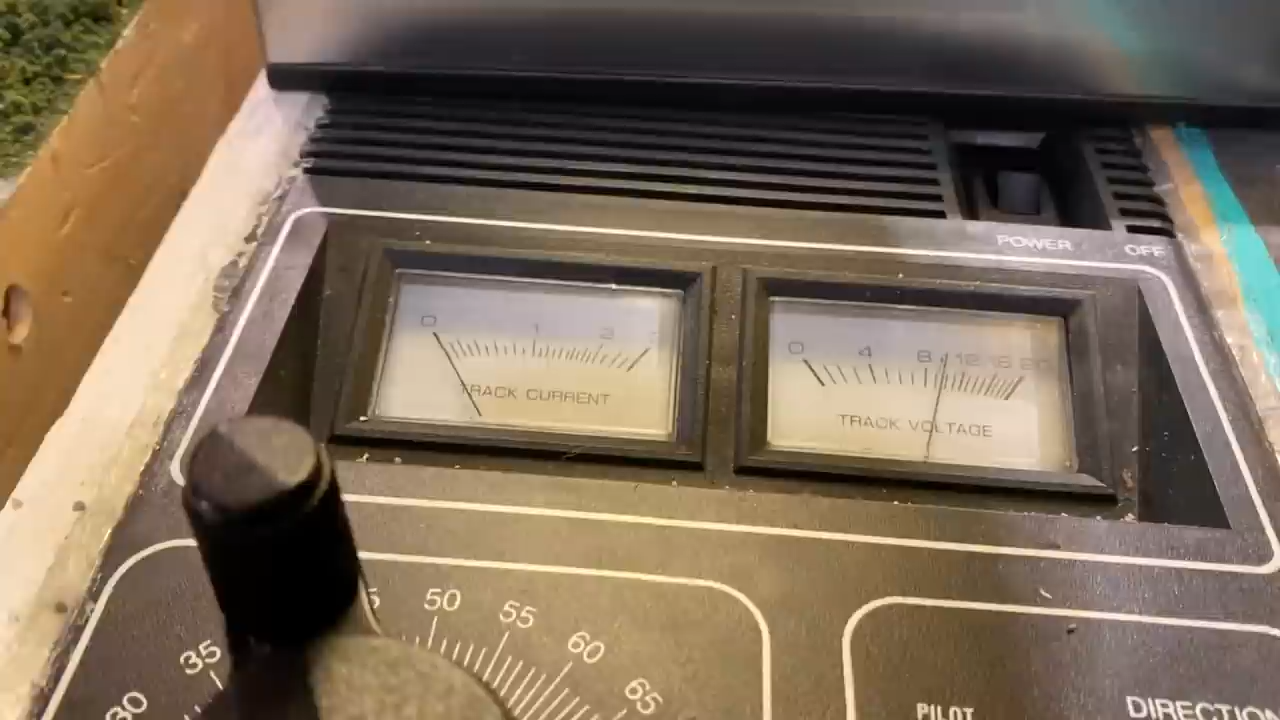 POWER OFF
0 1 2
TRACK CURRENT
0 4 8 12 16 20
TRACK VOLTAGE
30 35 50 55 60 65
PILOT
DIRECTION